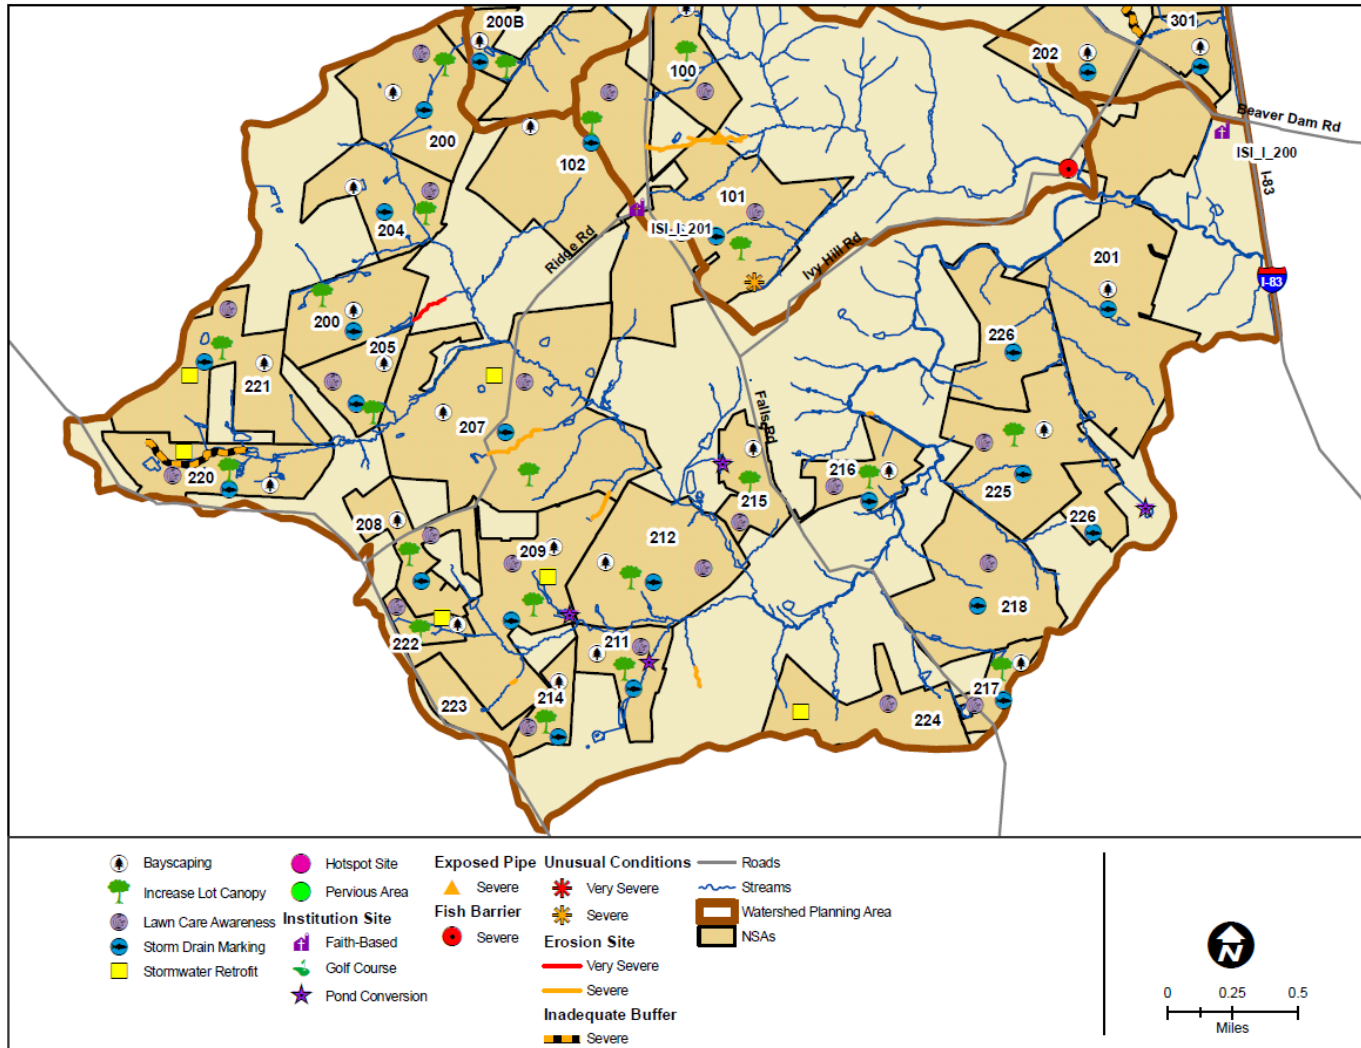 200B
301
202
100
Beaver Dam Rd
200
102
ISI_I_200
I-83
101
204
ISI_I_201
Ridge Rd
Ivy Hill Rd
201
I-83
200
226
205
221
Falls Rd
207
216
220
215
225
208
226
212
209
218
211
222
217
214
223
224
Bayscaping
Increase Lot Canopy
Lawn Care Awareness
Storm Drain Marking
Stormwater Retrofit
Hotspot Site
Pervious Area
Institution Site
Faith-Based
Golf Course
Pond Conversion
Exposed Pipe
Severe
Fish Barrier
Severe
Unusual Conditions
Very Severe
Severe
Erosion Site
Very Severe
Severe
Inadequate Buffer
Severe
Roads
Streams
Watershed Planning Area
NSAs
N
0 0.25 0.5
Miles